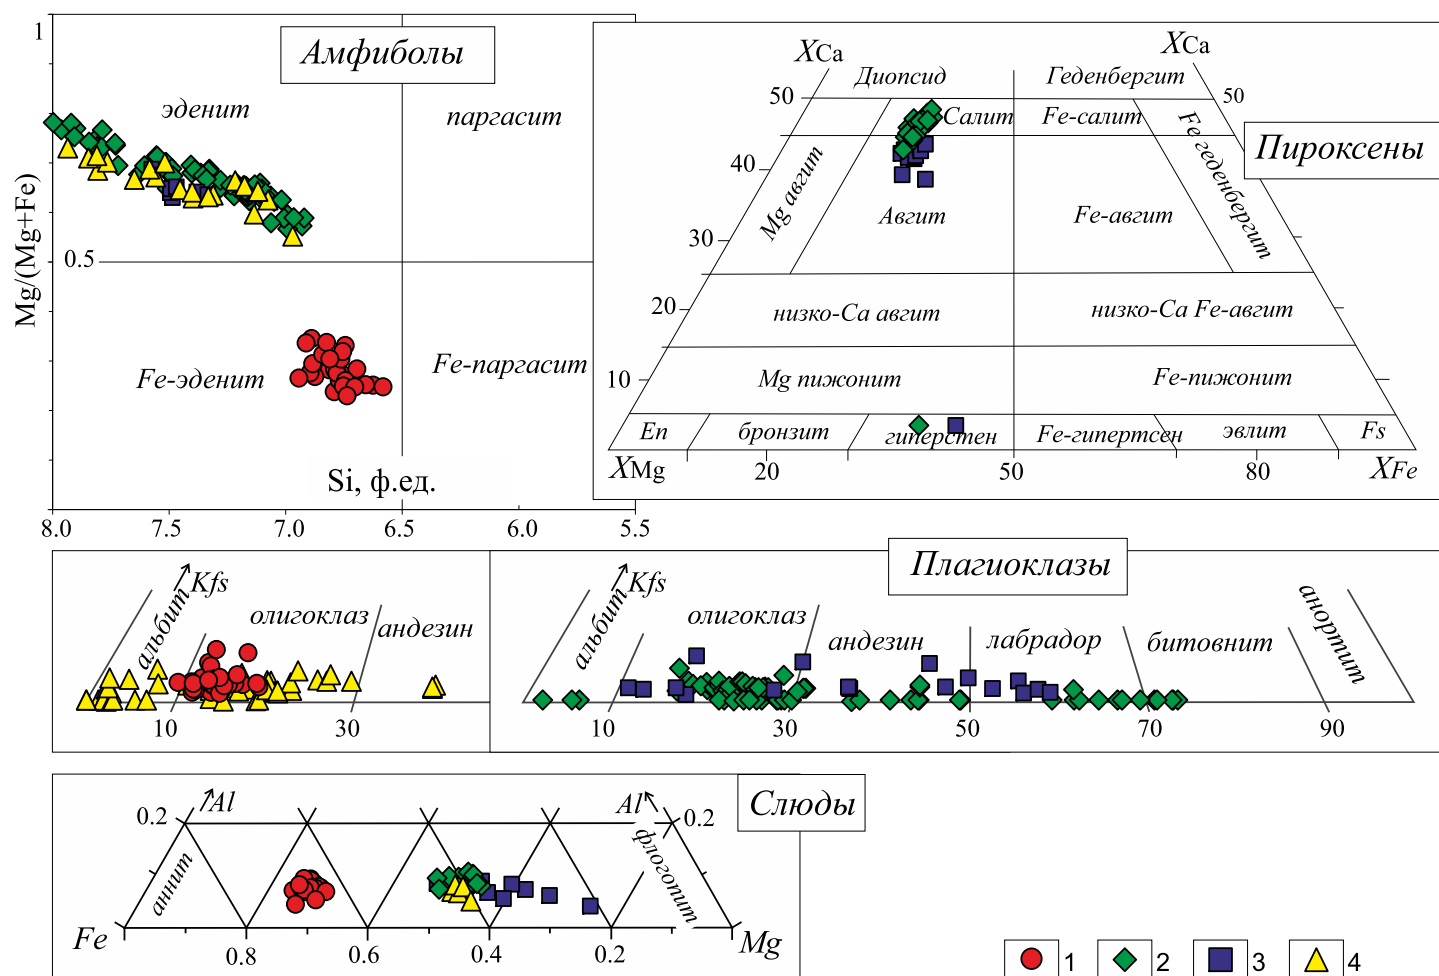 1
Амфиболы
эденит
паргасит
0.5
Mg/(Mg+Fe)
Fe-эденит
Fe-паргасит
Si, ф.ед.
8.0 7.5 7.0 6.5 6.0 5.5
Пироксены
XCa
XCa
Диопсид
Геденбергит
50
50
Салит
Fe-салит
Fe геденбергит
40
Mg авгит
Авгит
Fe-авгит
30
20
низко-Ca авгит
низко-Ca Fe-авгит
10
Mg пижонит
Fe-пижонит
En
бронзит
гиперстен
Fe-гипертсен
эвлит
Fs
XMg
20
50
80
XFe
Плагиоклазы
Kfs
альбит
олигоклаз
андезин
10
30
Kfs
альбит
олигоклаз
андезин
лабрадор
битовнит
анортит
10
30
50
70
90
Слюды
0.2
Al
Al
0.2
аннит
флогопит
Fe
0.8
0.6
0.4
0.2
Mg
1 2 3 4